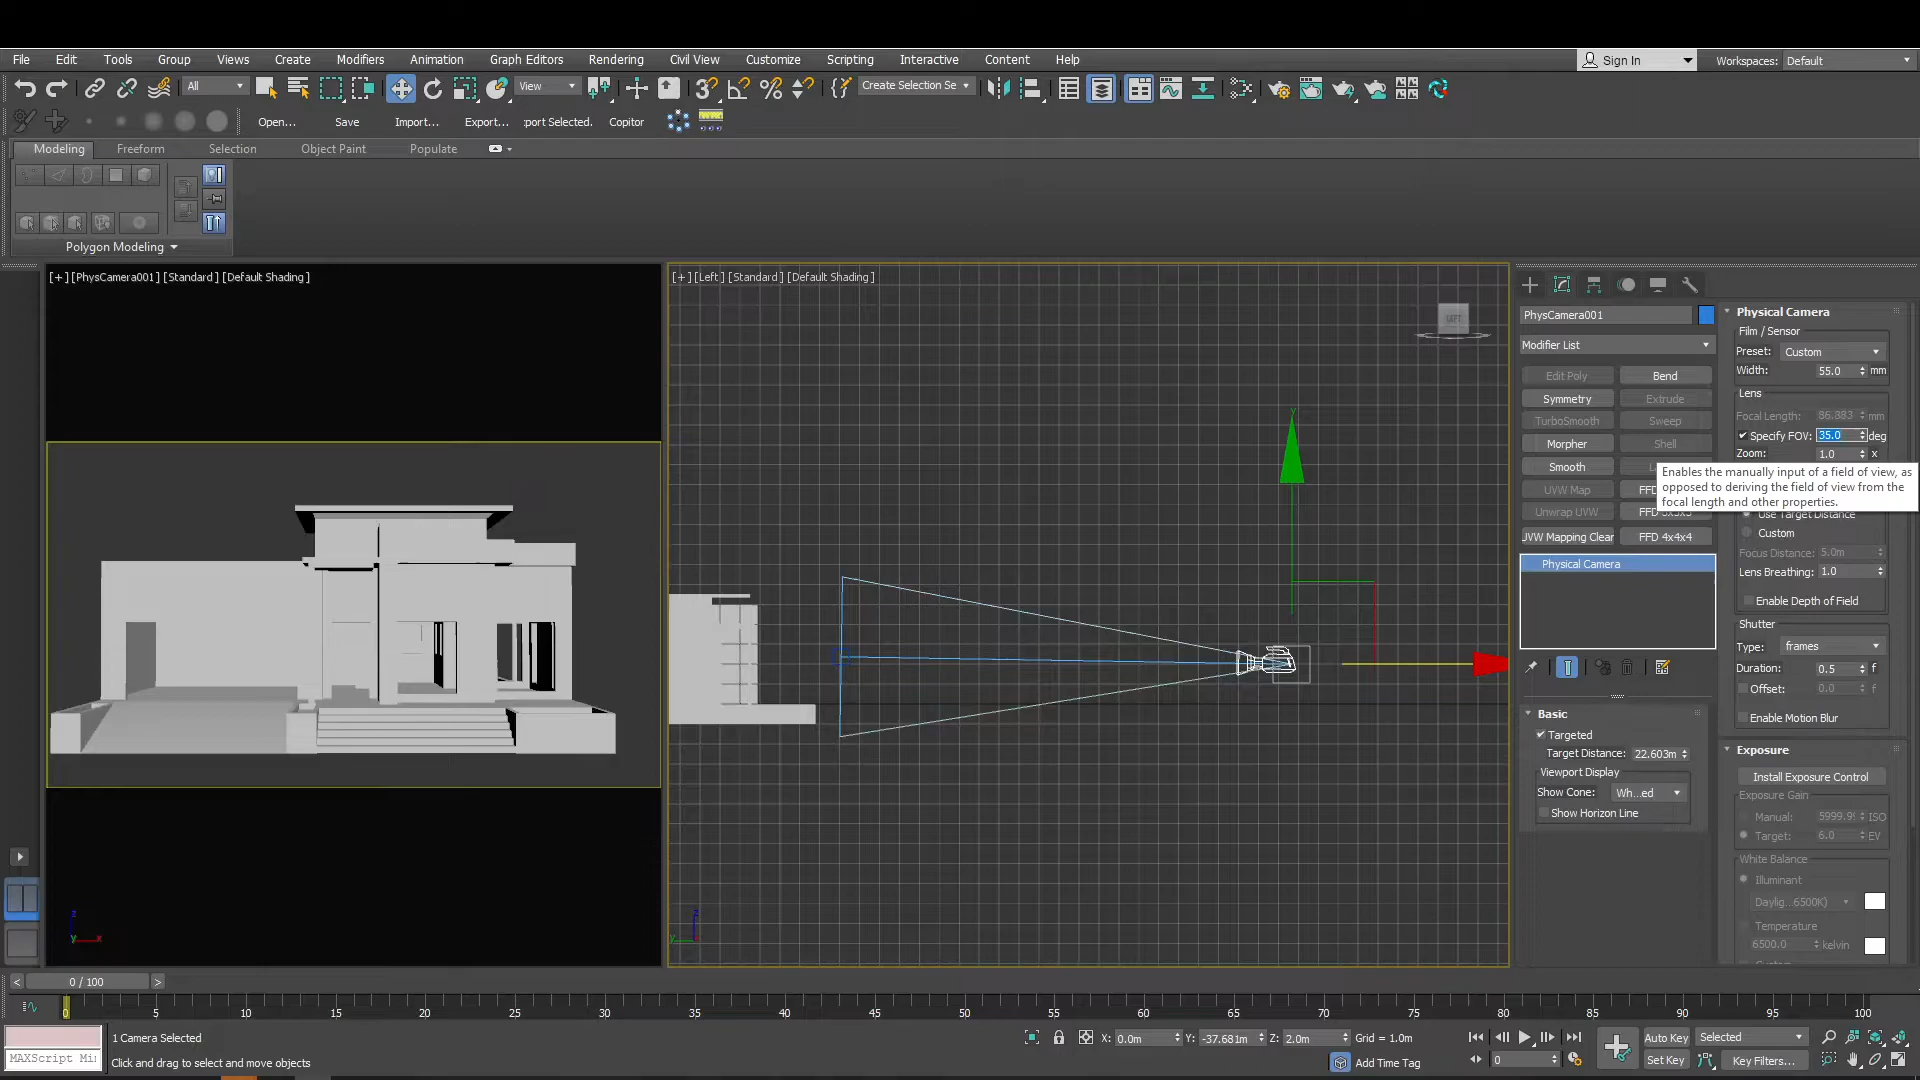 File Edit Tools Group Views Create Modifiers Animation Graph Editors Rendering Civil View Customize Scripting Interactive Content Help Sign In Workspaces: Default
All View Create Selection Se
Open... Save Import... Export... xport Selected. Copitor
Modeling Freeform Selection Object Paint Populate
Polygon Modeling
[+] [PhysCamera001] [Standard] [Default Shading]
[+] [Left] [Standard] [Default Shading]
LEFT
y
z
y x
z
y
PhysCamera001
Modifier List
Edit Poly Bend
Symmetry Extrude
TurboSmooth Sweep
Morpher Shell
Smooth
UVW Map FFD
Unwrap UVW FFD
UVW Mapping Clear FFD 4x4x4
Physical Camera
Basic
Targeted
Target Distance: 22.603m
Viewport Display
Show Cone: Wh...ed
Show Horizon Line
Physical Camera
Film / Sensor
Preset: Custom
Width: 55.0 mm
Lens
Focal Length: 86.883 mm
Specify FOV: 35.0 deg
Zoom: 1.0 x
Enables the manually input of a field of view, as
opposed to deriving the field of view from the
focal length and other properties.
Use Target Distance
Custom
Focus Distance: 5.0m
Lens Breathing: 1.0
Enable Depth of Field
Shutter
Type: frames
Duration: 0.5 f
Offset: 0.0 f
Enable Motion Blur
Exposure
Install Exposure Control
Exposure Gain
Manual: 5999.9 ISO
Target: 6.0 EV
White Balance
Illuminant
Daylig...6500K)
Temperature
6500.0 kelvin
< 0 / 100 >
0 5 10 15 20 25 30 35 40 45 50 55 60 65 70 75 80 85 90 95 100
1 Camera Selected
MAXScript Mi
Click and drag to select and move objects
X: 0.0m Y: -37.681m Z: 2.0m Grid = 1.0m
Add Time Tag
0
Auto Key Selected
Set Key Key Filters...